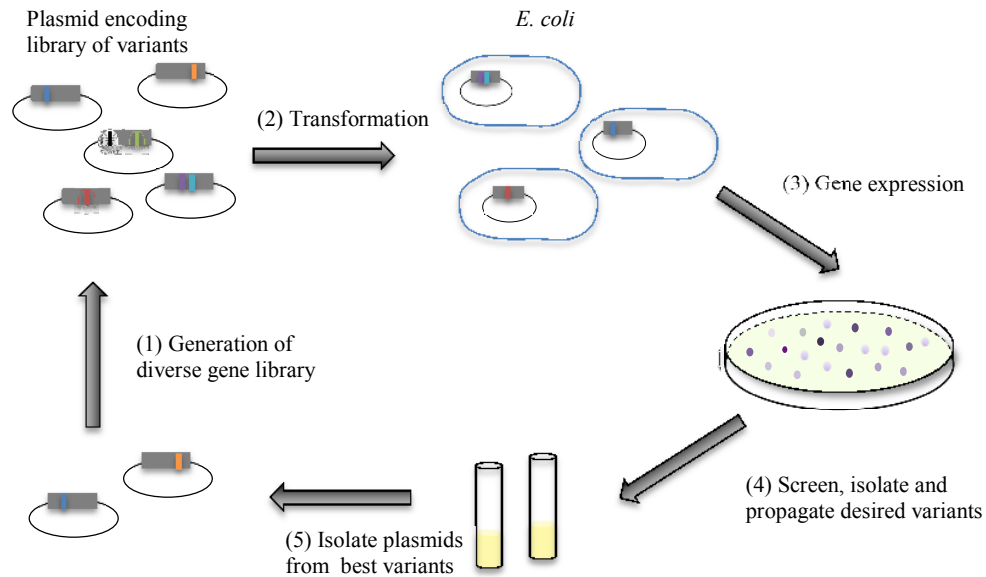 Plasmid encoding
library of variants
E. coli
(2) Transformation
(3) Gene expression
(1) Generation of
diverse gene library
(4) Screen, isolate and
propagate desired variants
(5) Isolate plasmids
from best variants